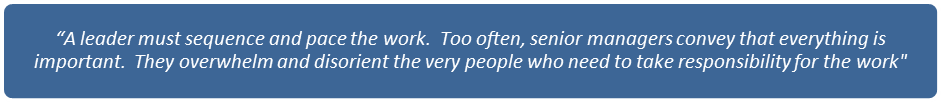 “A leader must sequence and pace the work.  Too often, senior managers convey that everything is
important.  They overwhelm and disorient the very people who need to take responsibility for the work"